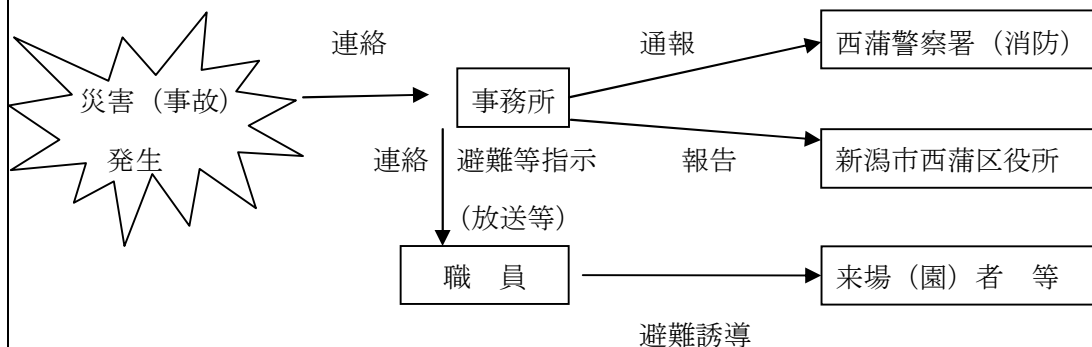 連絡
通報
西蒲警察署（消防）
災害（事故）
発生
事務所
連絡
避難等指示
（放送等）
報告
新潟市西蒲区役所
職　員
来場（園）者　等
避難誘導